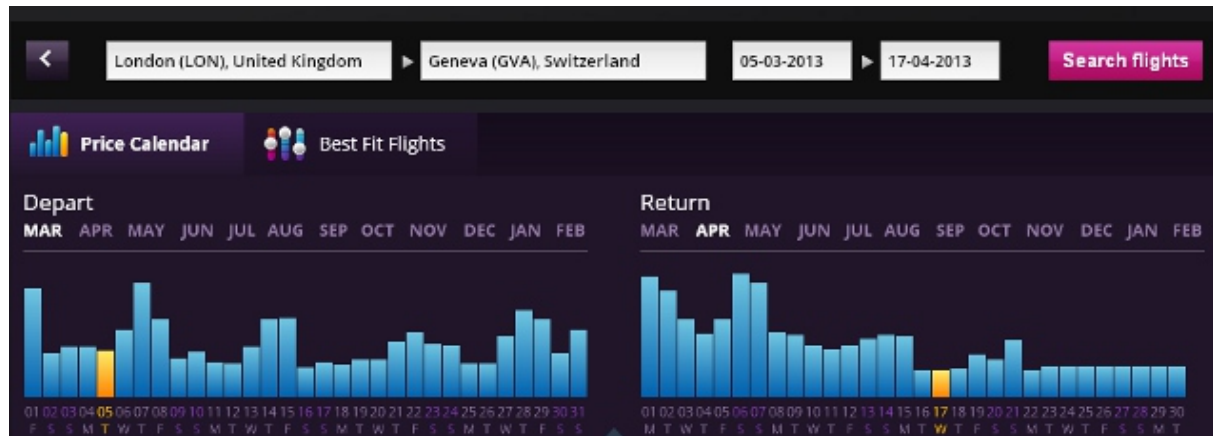 London (LON), United Kingdom Geneva (GVA), Switzerland 05-03-2013 17-04-2013 Search flights
Price Calendar Best Fit Flights
Depart
MAR APR MAY JUN JUL AUG SEP OCT NOV DEC JAN FEB
01 02 03 04 05 06 07 08 09 10 11 12 13 14 15 16 17 18 19 20 21 22 23 24 25 26 27 28 29 30 31
F S S M T W T F S S M T W T F S S M T W T F S S M T W T F S S
Return
MAR APR MAY JUN JUL AUG SEP OCT NOV DEC JAN FEB
01 02 03 04 05 06 07 08 09 10 11 12 13 14 15 16 17 18 19 20 21 22 23 24 25 26 27 28 29 30
M T W T F S S M T W T F S S M T W T F S S M T W T F S S M T